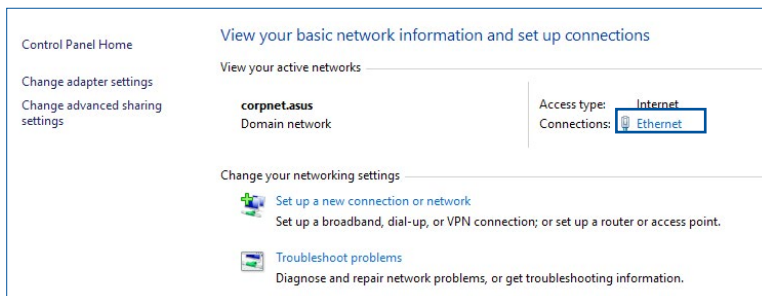 Control Panel Home
Change adapter settings
Change advanced sharing
settings
View your basic network information and set up connections
View your active networks
corpnet.asus
Domain network
Access type: Internet
Connections: Ethernet
Change your networking settings
Set up a new connection or network
Set up a broadband, dial-up, or VPN connection; or set up a router or access point.
Troubleshoot problems
Diagnose and repair network problems, or get troubleshooting information.